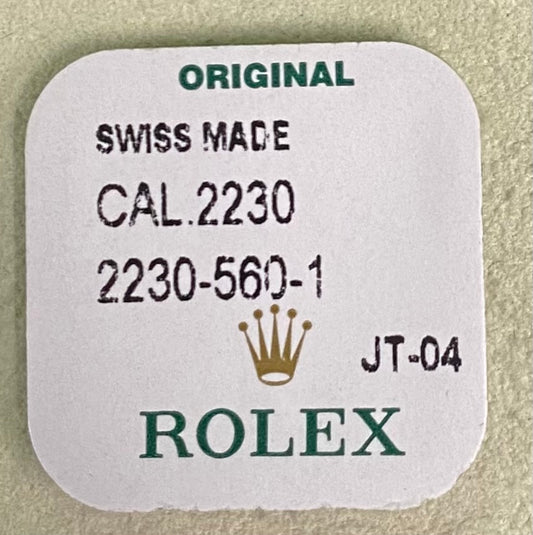 ORIGINAL
SWISS MADE
CAL.2230
2230-560-1
JT-04
ROLEX